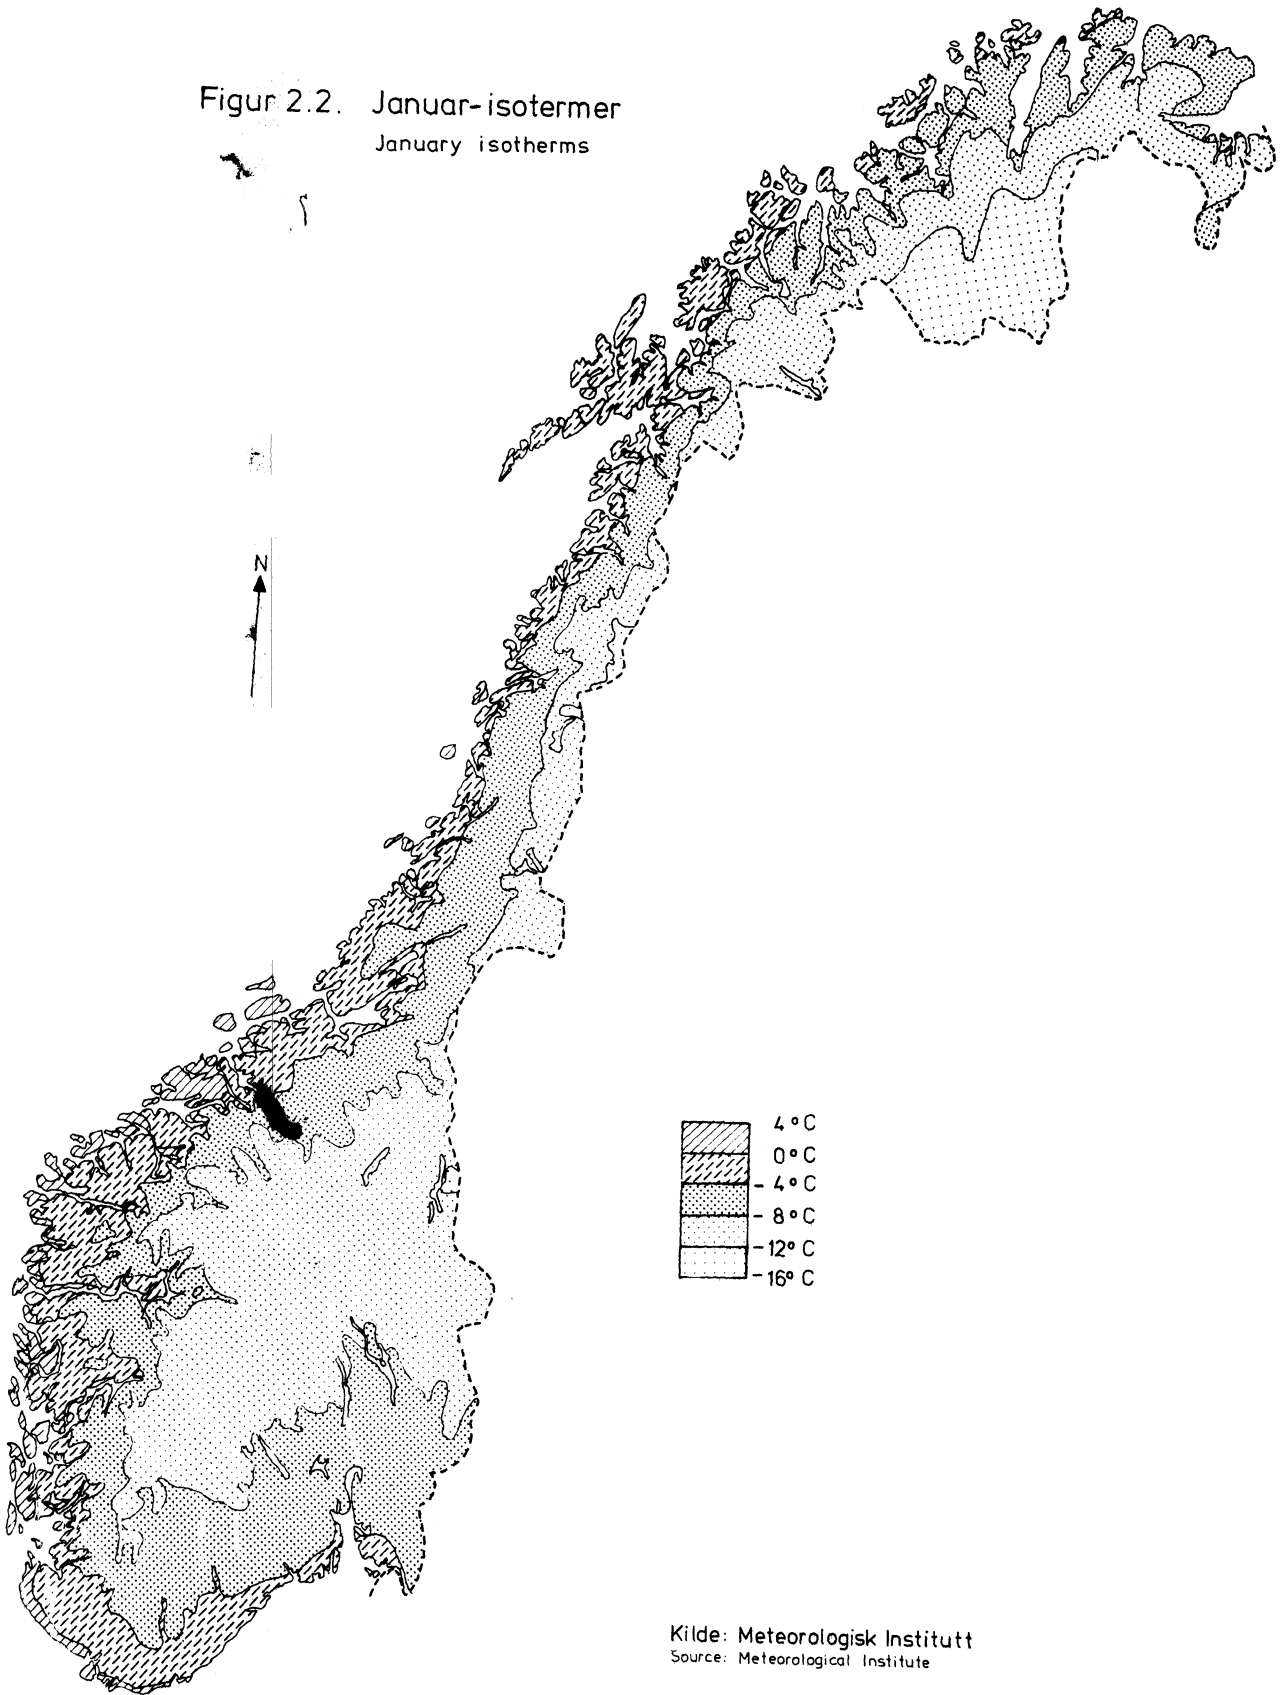 Figur 2.2. Januar-isotermer
January isotherms
N
4°C
0°C
- 4°C
- 8°C
-12°C
-16°C
Kilde: Meteorologisk Institutt
Source: Meteorological Institute